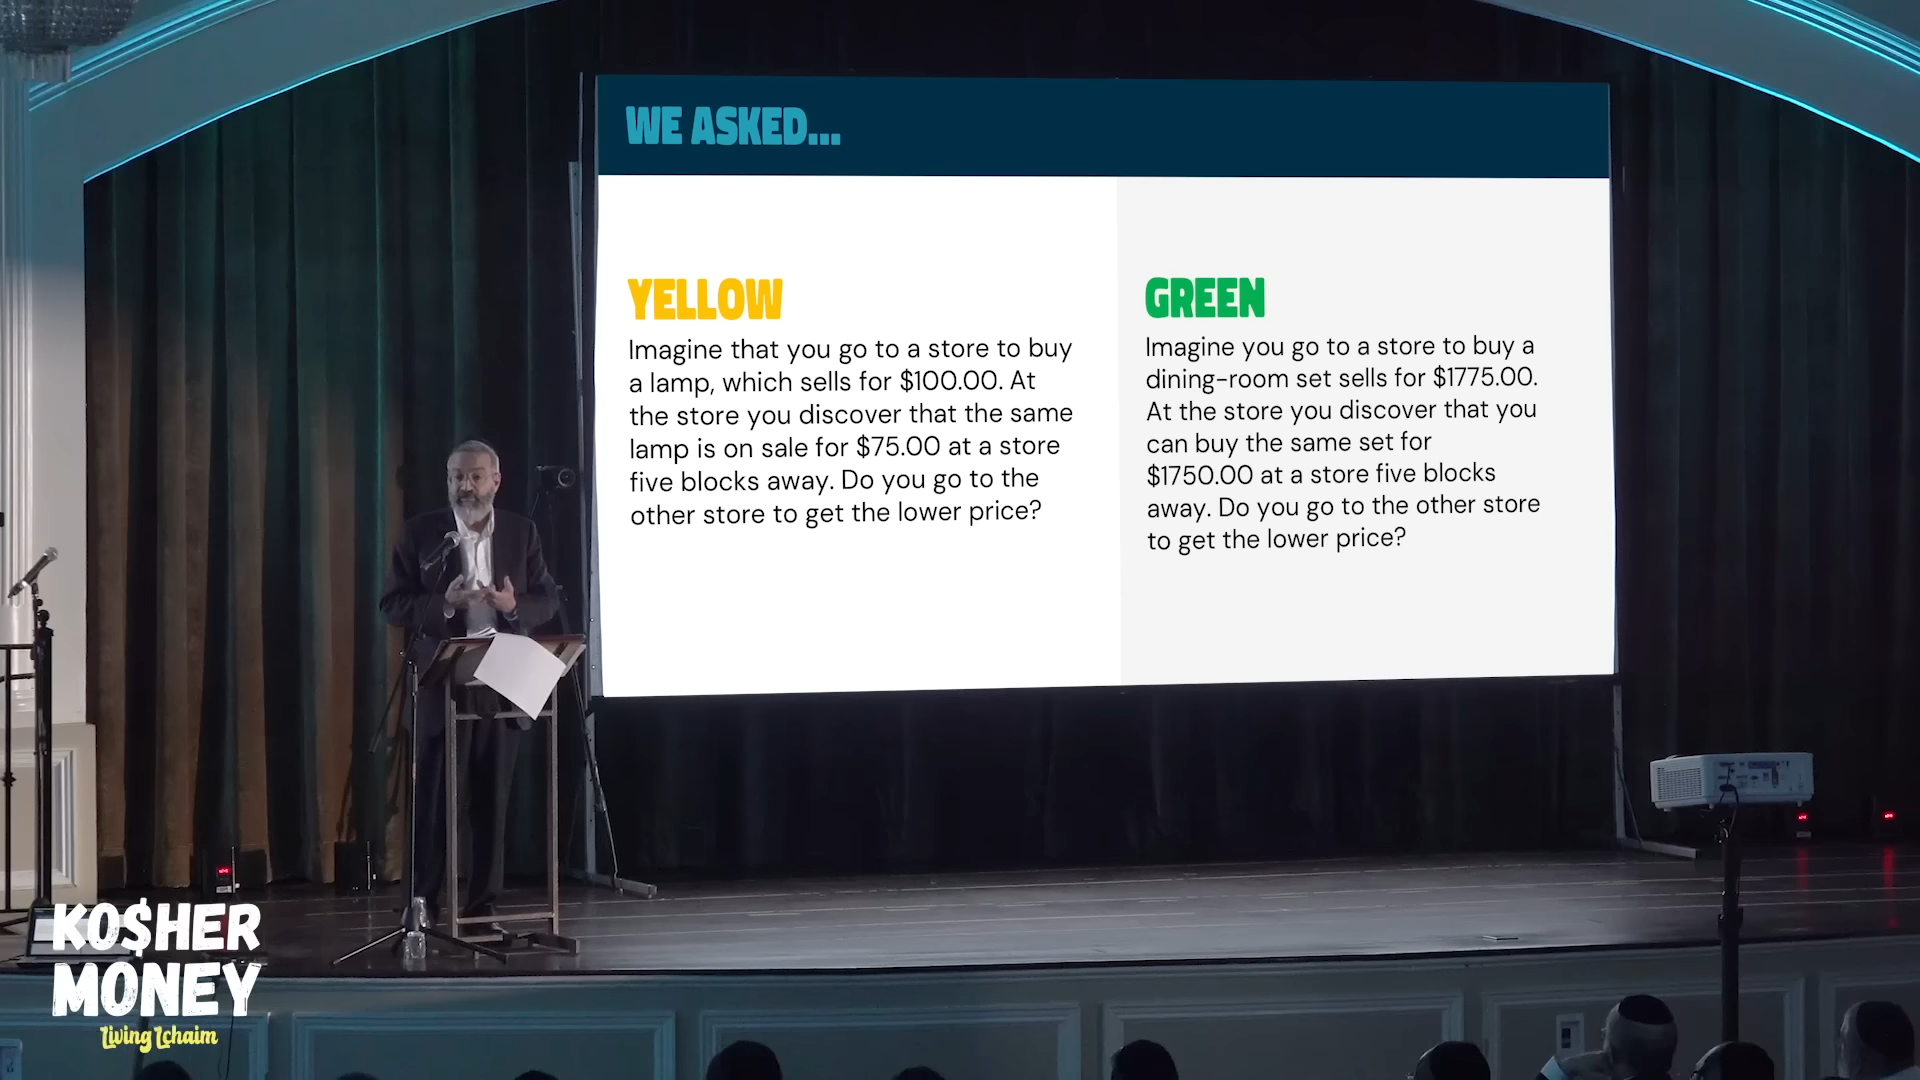 WE ASKED...
YELLOW
Imagine that you go to a store to buy
a lamp, which sells for $100.00. At
the store you discover that the same
lamp is on sale for $75.00 at a store
five blocks away. Do you go to the
other store to get the lower price?
GREEN
Imagine you go to a store to buy a
dining-room set sells for $1775.00.
At the store you discover that you
can buy the same set for
$1750.00 at a store five blocks
away. Do you go to the other store
to get the lower price?
KO$HER
MONEY
Living Lchaim